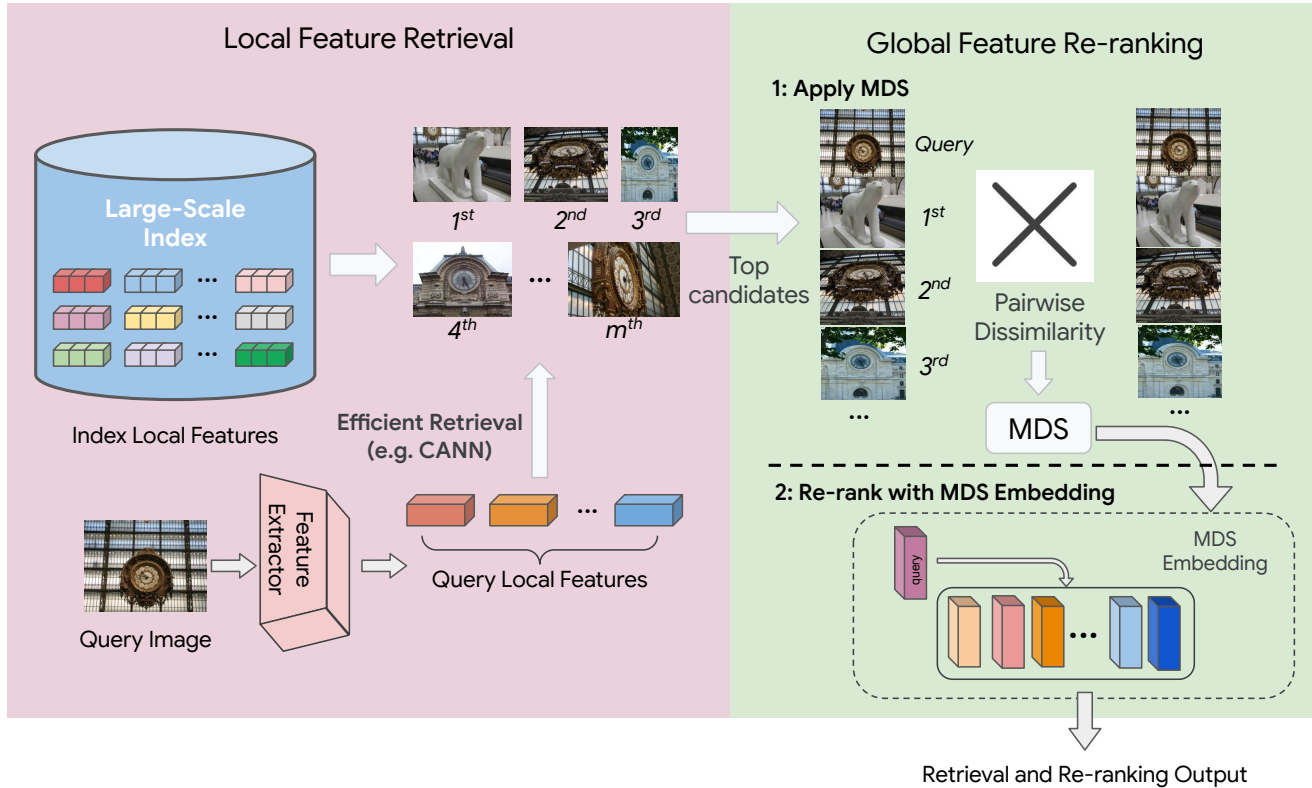 Local Feature Retrieval
Large-Scale
Index
...
...
...
Index Local Features
1st
2nd
3rd
4th
...
mth
Efficient Retrieval
(e.g. CANN)
Query Image
Feature
Extractor
...
Query Local Features
Top
candidates
Global Feature Re-ranking
1: Apply MDS
Query
1st
2nd
3rd
...
Pairwise
Dissimilarity
...
MDS
2: Re-rank with MDS Embedding
MDS
Embedding
query
...
Retrieval and Re-ranking Output